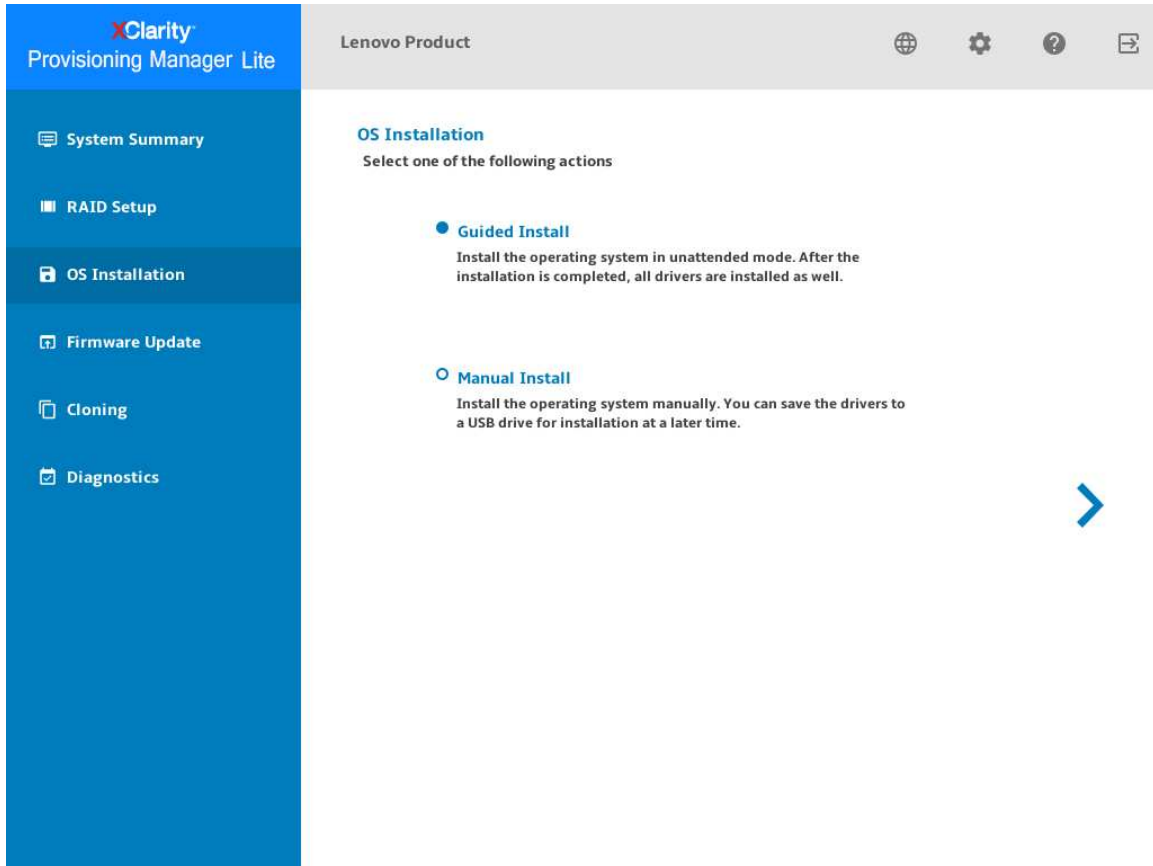 XClarity
Provisioning Manager Lite
Lenovo Product
System Summary
RAID Setup
OS Installation
Firmware Update
Cloning
Diagnostics
OS Installation
Select one of the following actions
Guided Install
Install the operating system in unattended mode. After the
installation is completed, all drivers are installed as well.
Manual Install
Install the operating system manually. You can save the drivers to
a USB drive for installation at a later time.